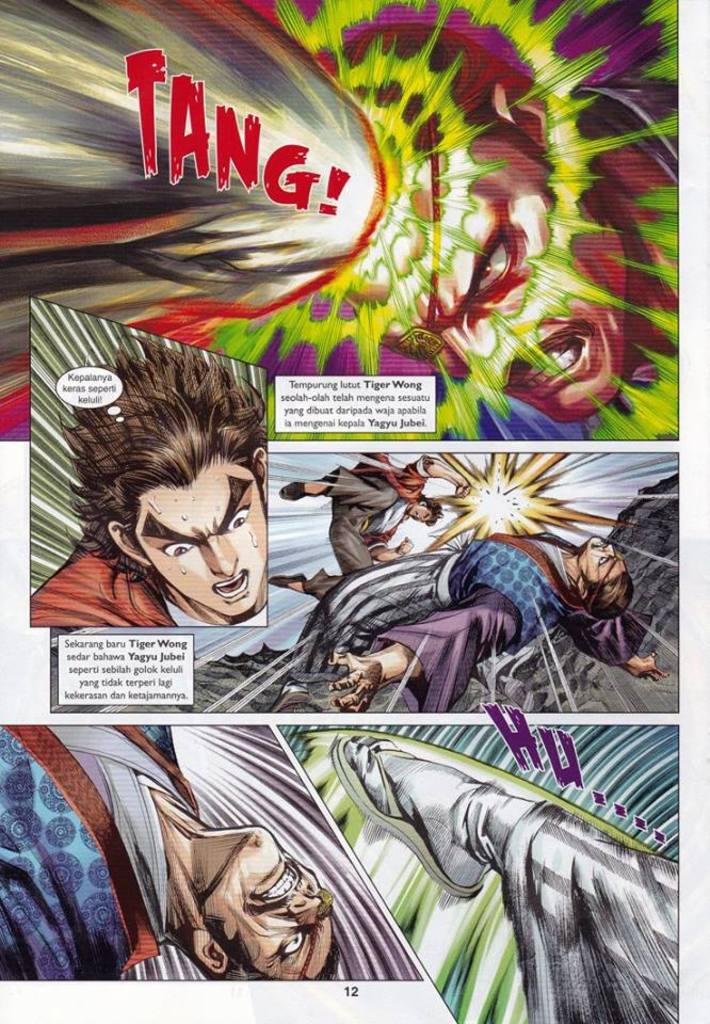 TANG!
Kepalanya
keras seperti
keluli!
Tempurung lutut Tiger Wong
seolah-olah telah mengena sesuatu
yang dibuat daripada waja apabila
ia mengenai kepala Yagyu Jubei.
Sekarang baru Tiger Wong
sedar bahawa Yagyu Jubei
seperti sebilah golok keluli
yang tidak terperi lagi
kekerasan dan ketajamannya.
HU....
12